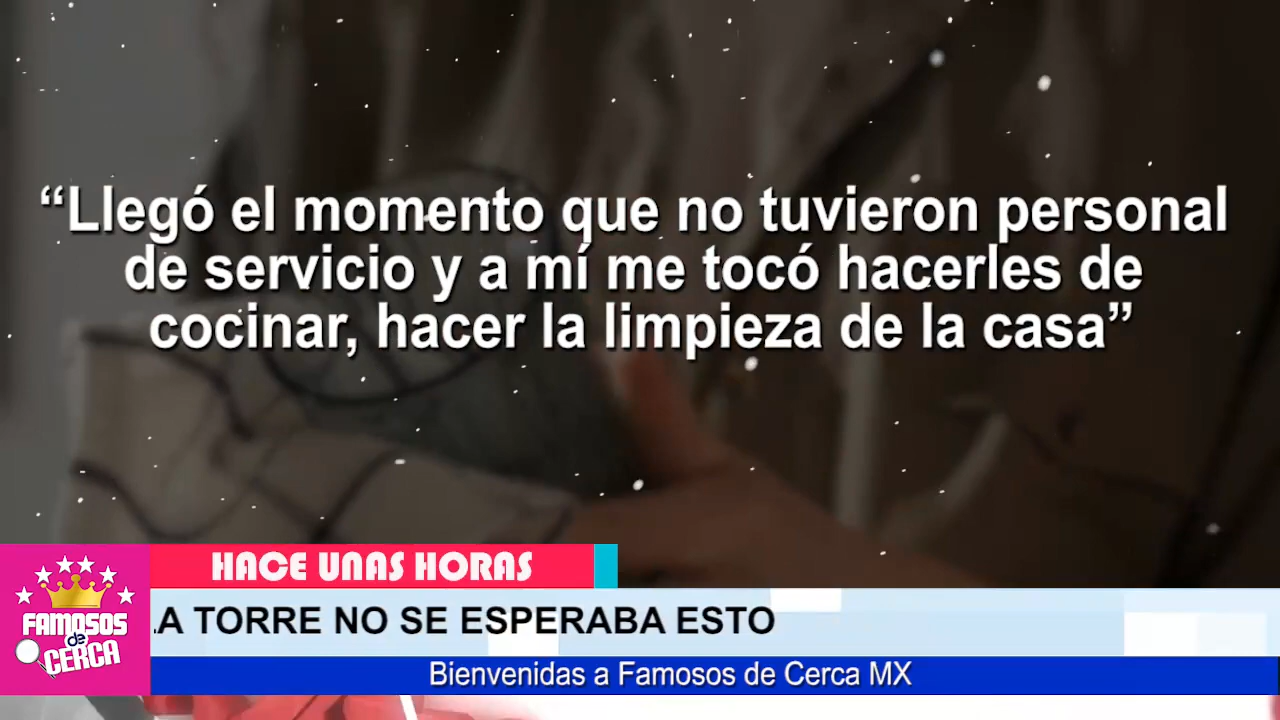 “Llegó el momento que no tuvieron personal
de servicio y a mí me tocó hacerles de
cocinar, hacer la limpieza de la casa”
HACE UNAS HORAS
LA TORRE NO SE ESPERABA ESTO
FAMOSOS
de
CERCA
Bienvenidas a Famosos de Cerca MX